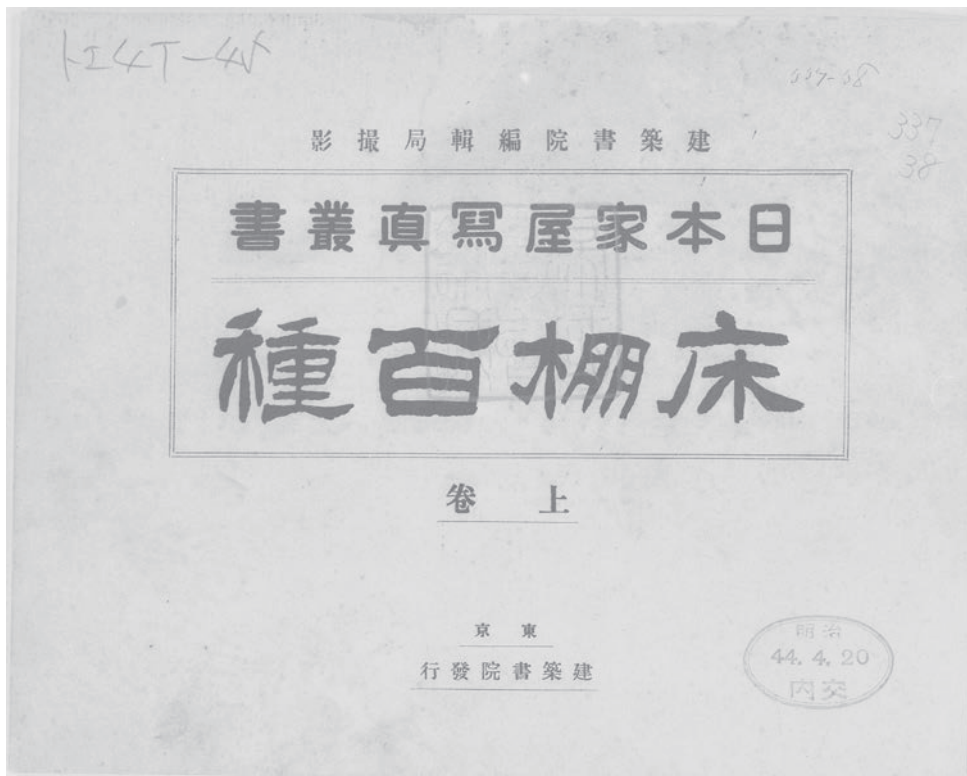 337
38
建築書院編輯局撮影
日本家屋冩真叢書
床棚百種
上卷
東京
建築書院發行
明治
44.4.20
内交